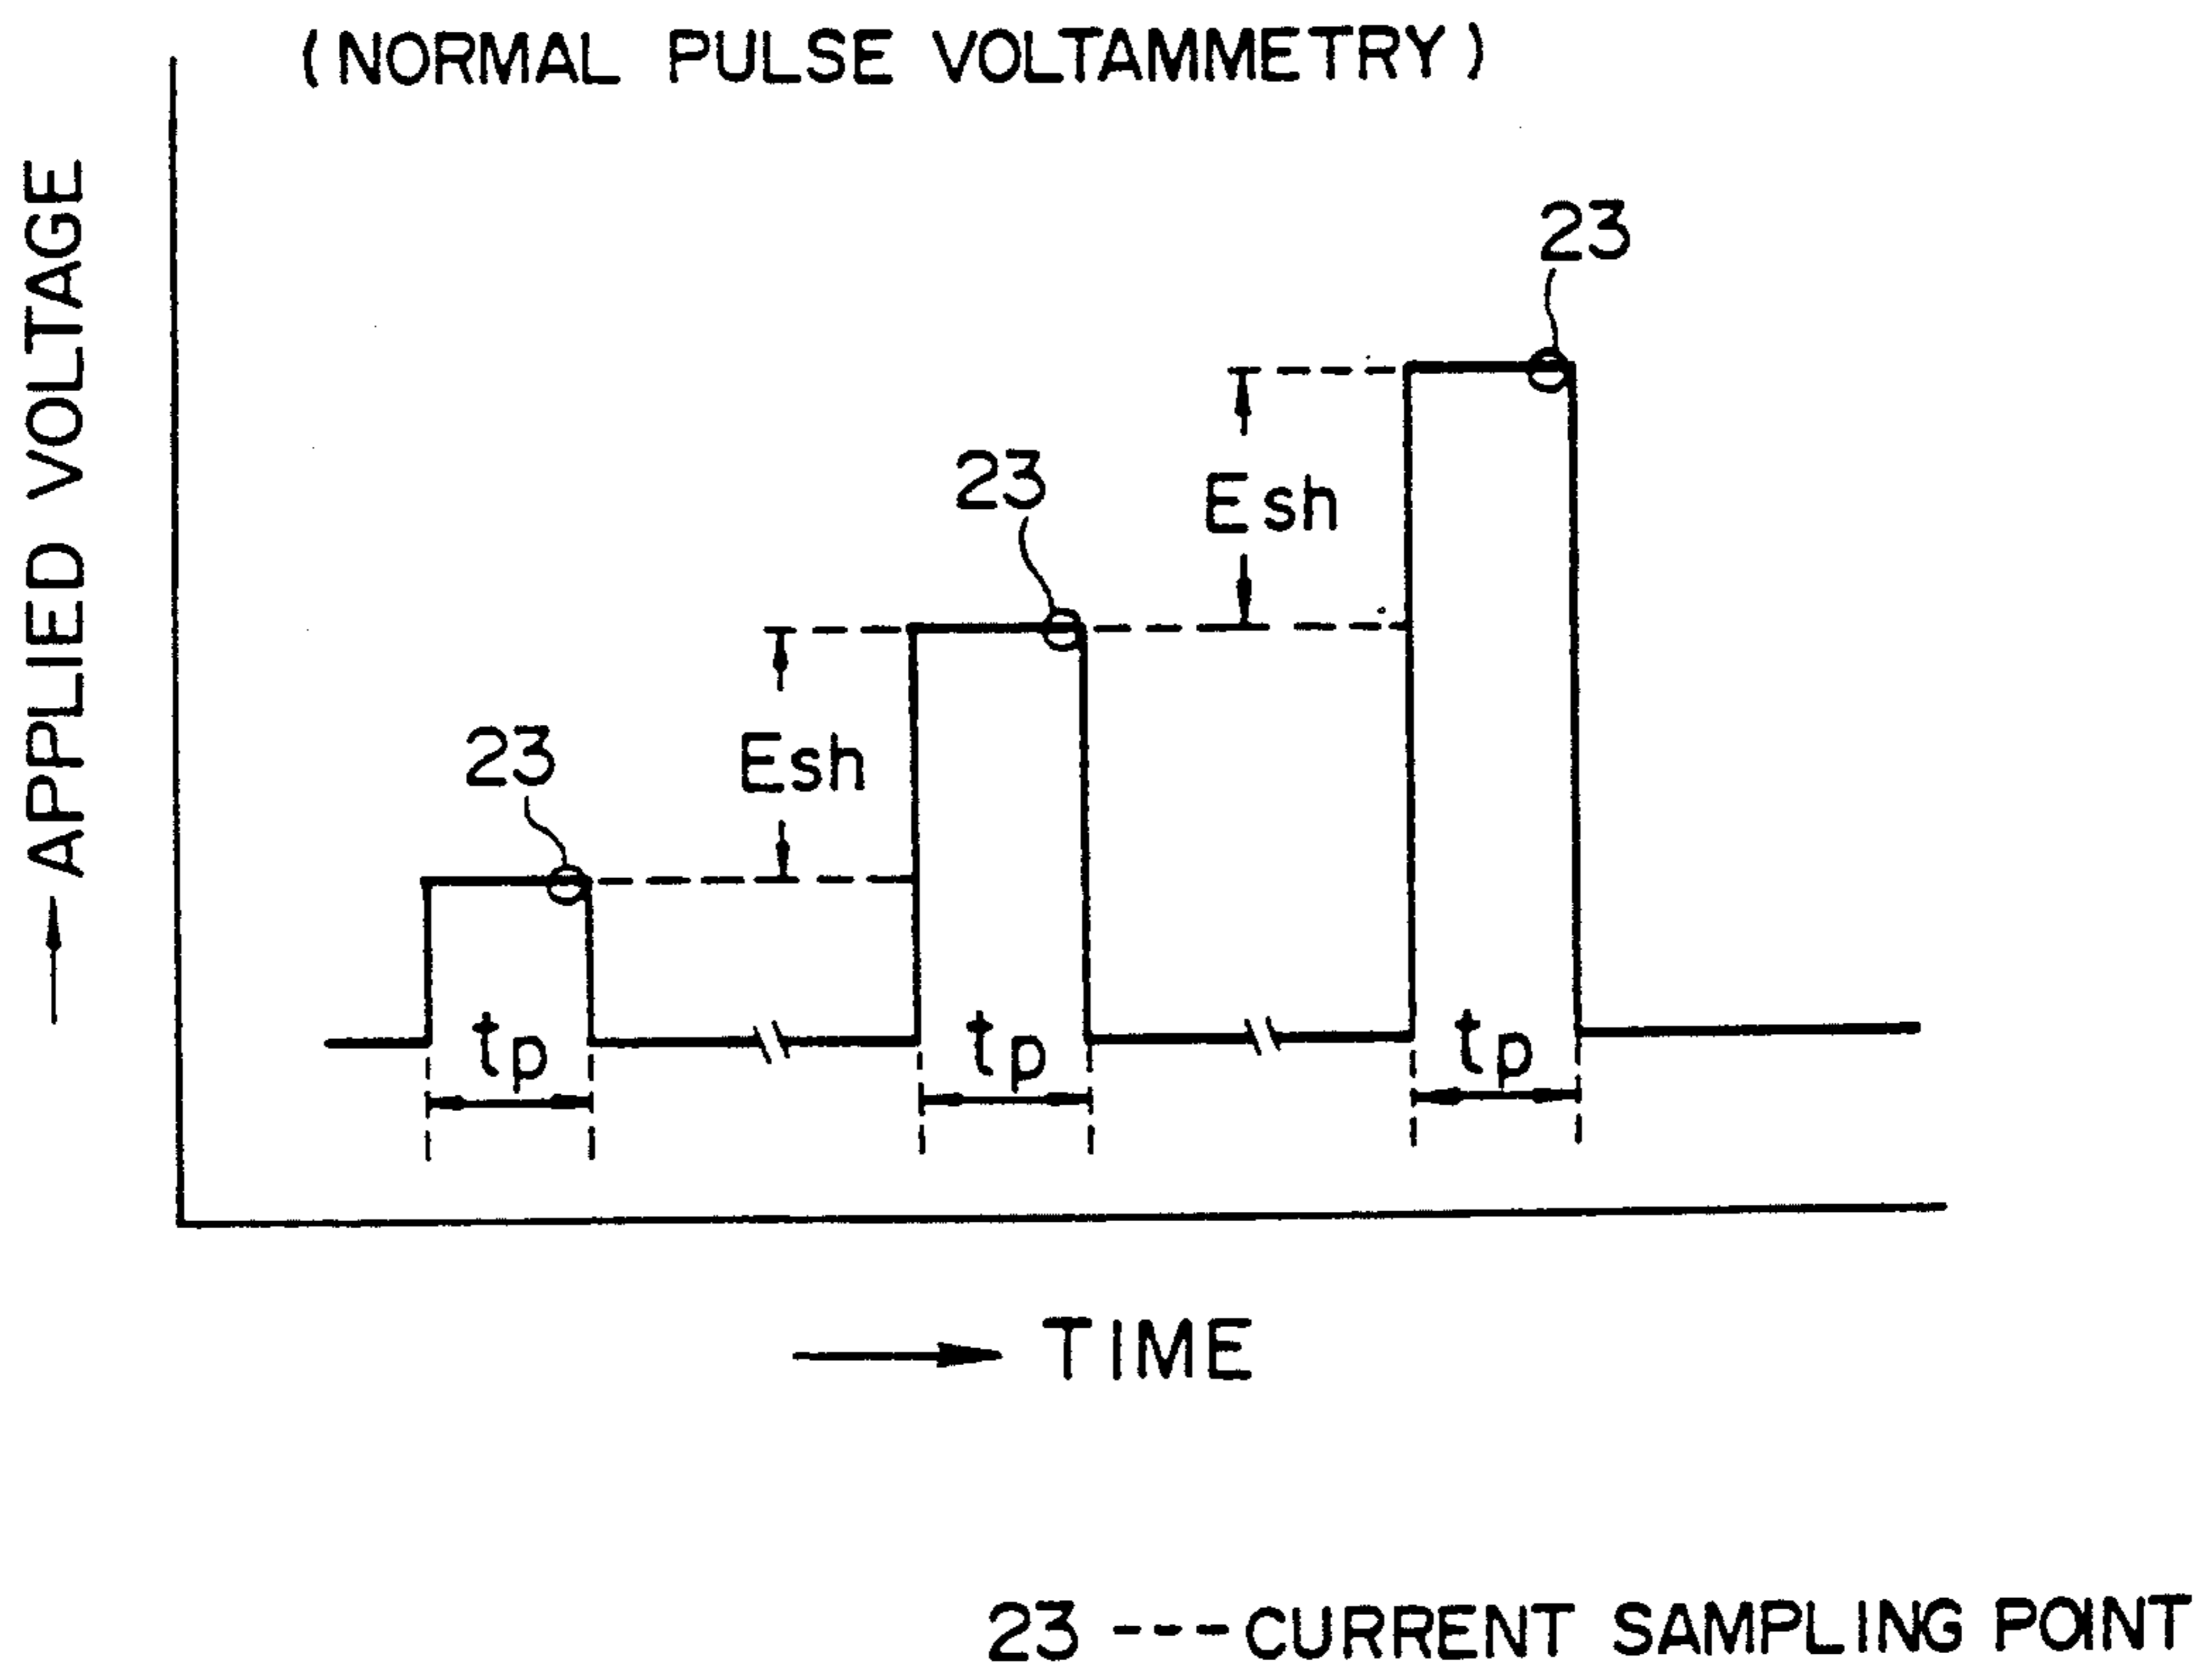 (NORMAL PULSE VOLTAMMETRY)
APPLIED VOLTAGE
23
23
Esh
23
Esh
tp
tp
tp
TIME
23 ---CURRENT SAMPLING POINT